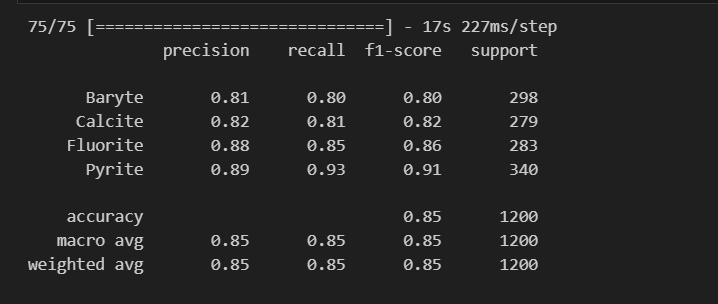 75/75 [==============================] - 17s 227ms/step
              precision    recall  f1-score   support

      Baryte       0.81      0.80      0.80       298
     Calcite       0.82      0.81      0.82       279
    Fluorite       0.88      0.85      0.86       283
      Pyrite       0.89      0.93      0.91       340

    accuracy                           0.85      1200
   macro avg       0.85      0.85      0.85      1200
weighted avg       0.85      0.85      0.85      1200